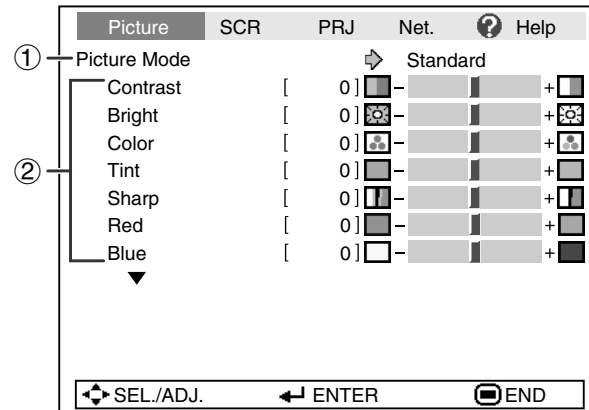 Picture SCR PRJ Net. ? Help
① Picture Mode Standard
② Contrast [ 0 ] - +
Bright [ 0 ] - +
Color [ 0 ] - +
Tint [ 0 ] - +
Sharp [ 0 ] - +
Red [ 0 ] - +
Blue [ 0 ] - +
SEL./ADJ. ENTER END